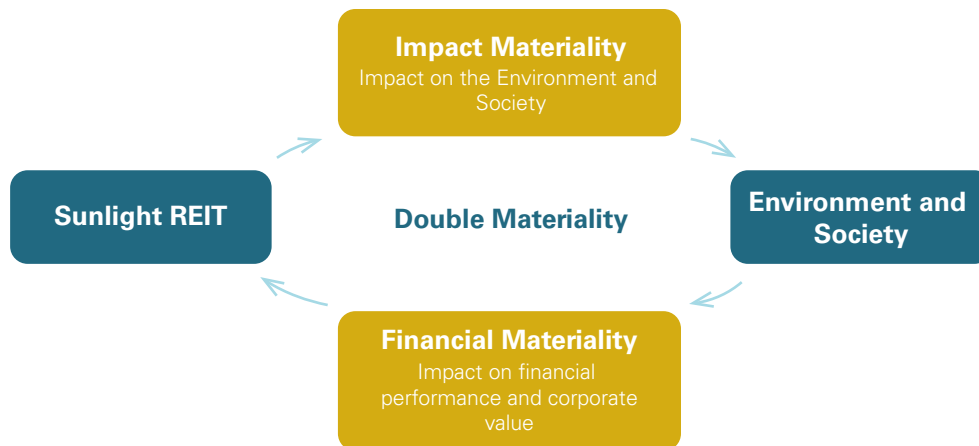 Impact Materiality
Impact on the Environment and
Society
Sunlight REIT
Double Materiality
Environment and
Society
Financial Materiality
Impact on financial
performance and corporate
value